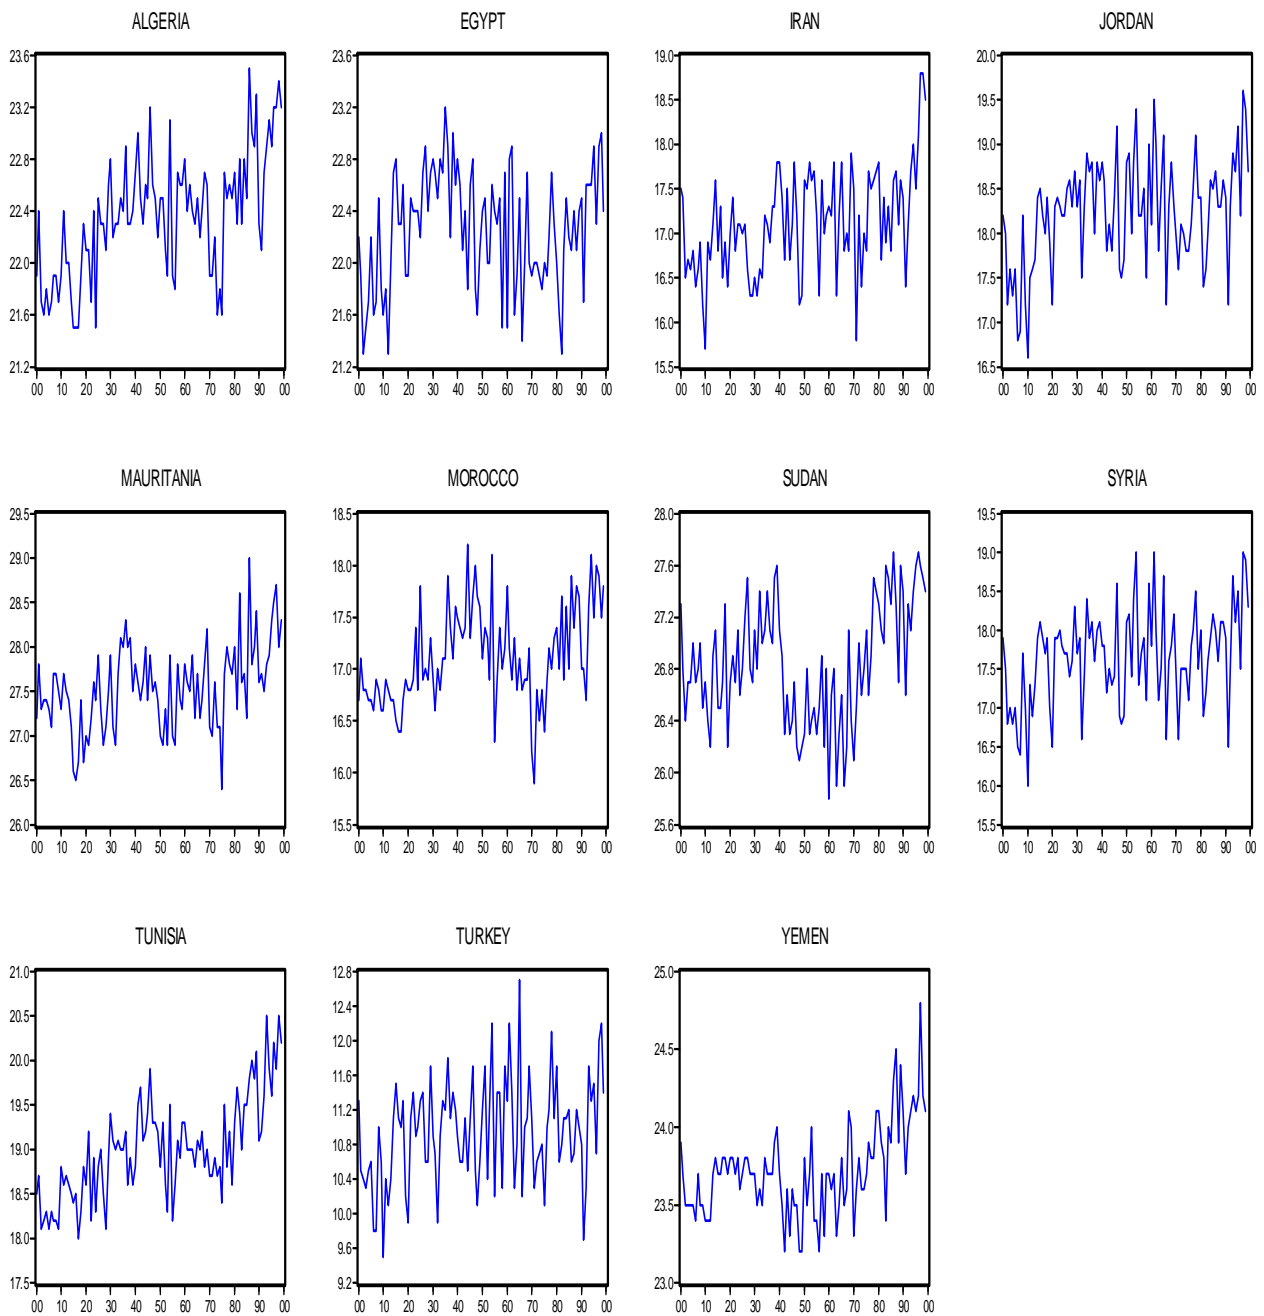 ALGERIA EGYPT IRAN JORDAN
23.6 23.6 19.0 20.0
23.2 23.2 18.5 19.5
22.8 22.8 18.0 19.0
22.4 22.4 17.5 18.5
22.0 22.0 17.0 18.0
21.6 21.6 16.5 17.5
21.2 21.2 16.0 17.0
15.5 16.5
00 10 20 30 40 50 60 70 80 90 00 00 10 20 30 40 50 60 70 80 90 00 00 10 20 30 40 50 60 70 80 90 00 00 10 20 30 40 50 60 70 80 90 00
MAURITANIA MOROCCO SUDAN SYRIA
29.5 18.5 28.0 19.5
29.0 18.0 27.6 19.0
28.5 17.5 27.2 18.5
28.0 17.0 26.8 18.0
27.5 16.5 26.4 17.5
27.0 16.0 26.0 17.0
26.5 15.5 25.6 16.5
26.0 16.0
15.5
00 10 20 30 40 50 60 70 80 90 00 00 10 20 30 40 50 60 70 80 90 00 00 10 20 30 40 50 60 70 80 90 00 00 10 20 30 40 50 60 70 80 90 00
TUNISIA TURKEY YEMEN
21.0 12.8 25.0
20.5 12.4 24.5
20.0 12.0 24.0
19.5 11.6 23.5
19.0 11.2 23.0
18.5 10.8
18.0 10.4
17.5 10.0
9.6
9.2
00 10 20 30 40 50 60 70 80 90 00 00 10 20 30 40 50 60 70 80 90 00 00 10 20 30 40 50 60 70 80 90 00